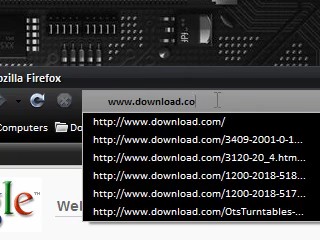 ozilla Firefox
www.download.co
Computers Do
http://www.download.com/
http://www.download.com/3409-2001-0-1...
http://www.download.com/3120-20_4.htm...
http://www.download.com/1200-2018-518...
http://www.download.com/1200-2018-517...
http://www.download.com/OtsTurntables-...
gle Wel